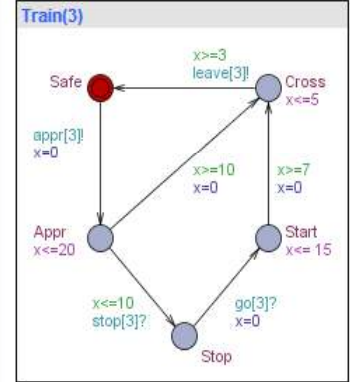 Train(3)
x>=3
Safe
leave[3]!
Cross
x<=5
appr[3]!
x=0
x>=10
x=0
x>=7
x=0
Appr
x<=20
Start
x<= 15
x<=10
stop[3]?
go[3]?
x=0
Stop